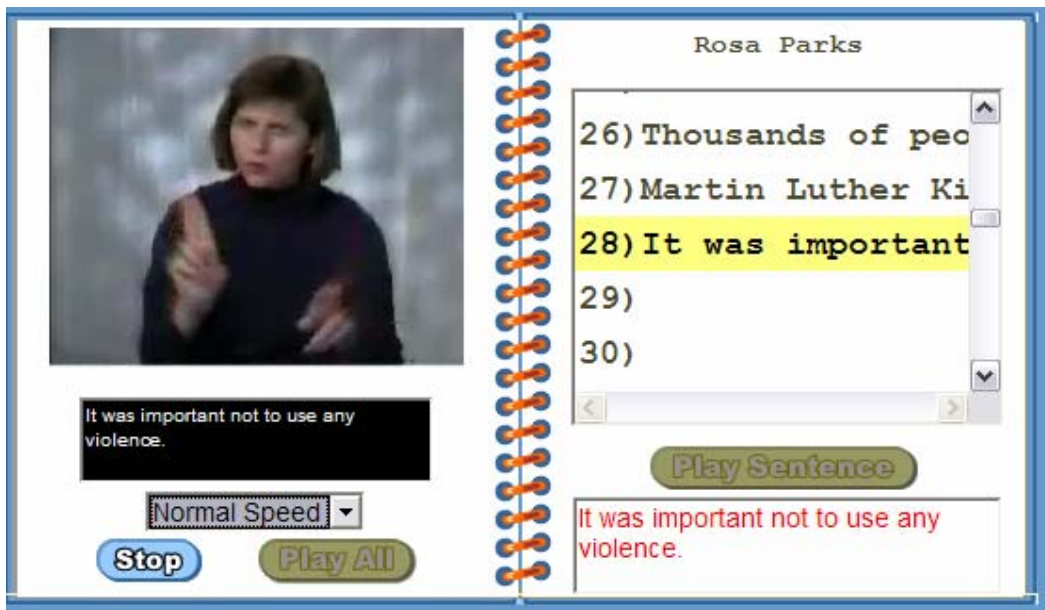 It was important not to use any
violence.
Normal Speed
Stop
Play All
Rosa Parks
26)Thousands of peo
27)Martin Luther Ki
28)It was important
29)
30)
Play Sentence
It was important not to use any
violence.